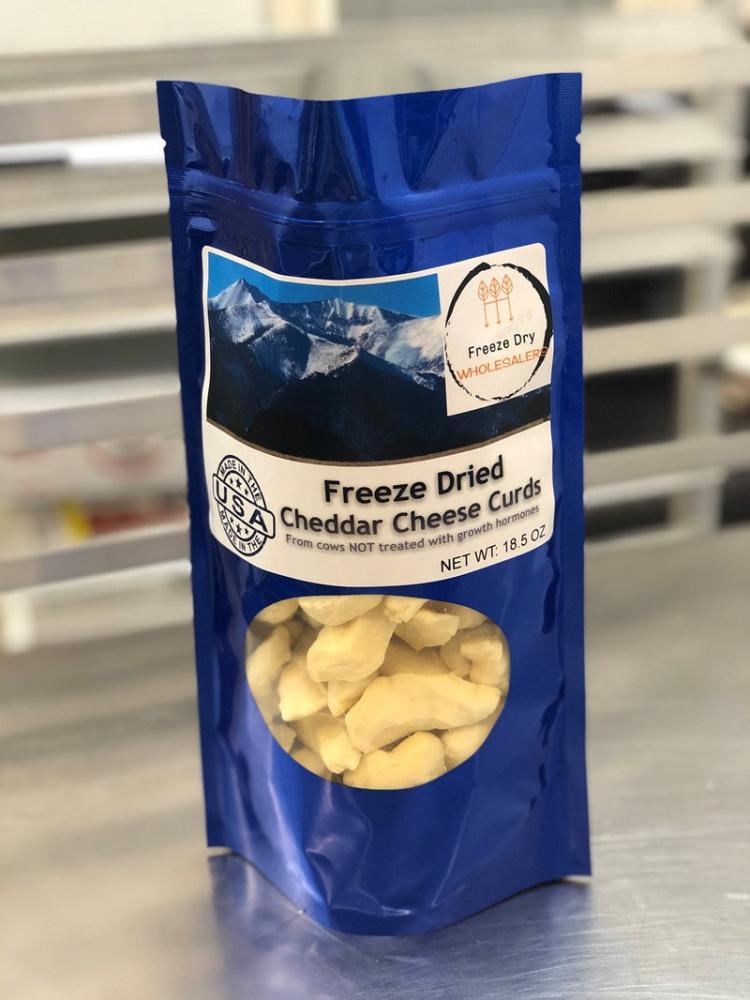 Freeze Dry
WHOLESALERS
MADE IN THE
USA
MADE IN THE
Freeze Dried
Cheddar Cheese Curds
From cows NOT treated with growth hormones
NET WT: 18.5 OZ